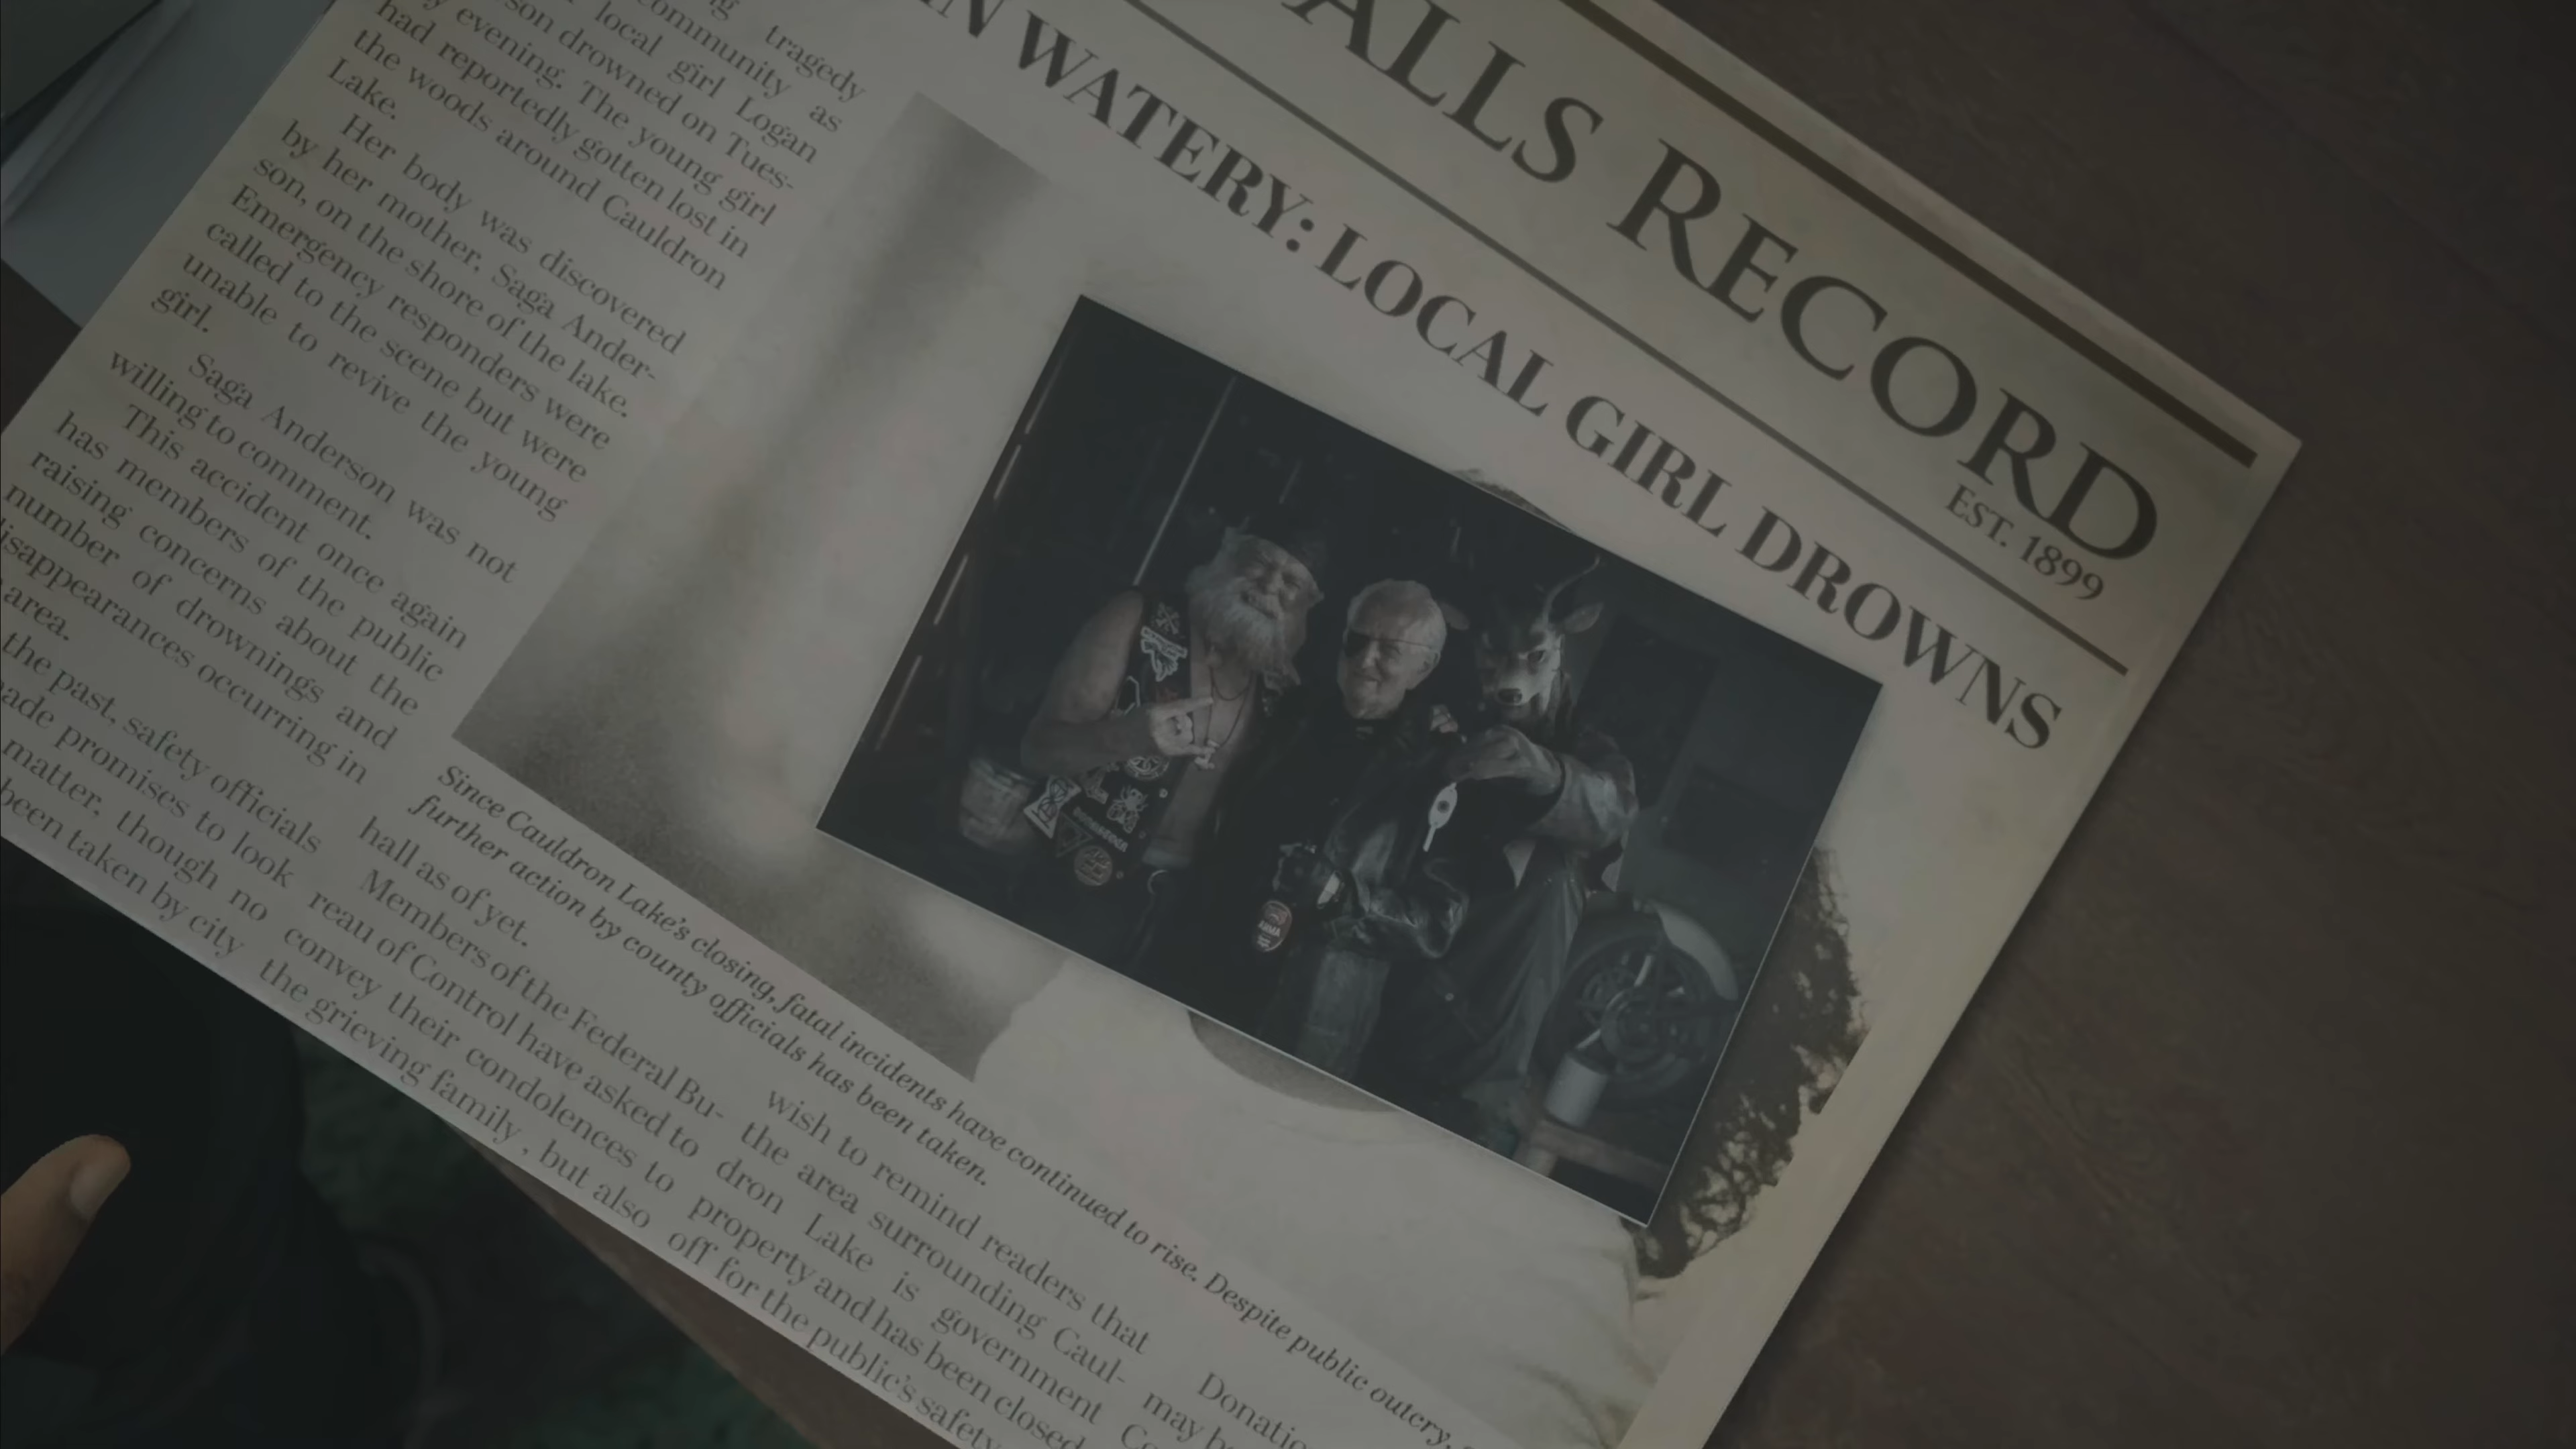 ALLS RECORD
EST. 1899
IN WATERY: LOCAL GIRL DROWNS
tragedy
community as
local girl Logan
son drowned on Tues-
evening. The young girl
had reportedly gotten lost in
the woods around Cauldron
Lake.
Her body was discovered
by her mother, Saga Ander-
son, on the shore of the lake.
Emergency responders were
called to the scene but were
unable to revive the young
girl.
Saga Anderson was not
willing to comment.
This accident once again
has members of the public
raising concerns about the
number of drownings and
disappearances occurring in
area.
the past, safety officials
ade promises to look
matter, though no
been taken by city
hall as of yet.
Members of the Federal Bu-
reau of Control have asked to
convey their condolences to
the grieving family, but also
wish to remind readers that
the area surrounding Caul-
dron Lake is government
property and has been closed
off for the public's safety
Donatio
may be
Since Cauldron Lake's closing, fatal incidents have continued to rise. Despite public outcry,
further action by county officials has been taken.